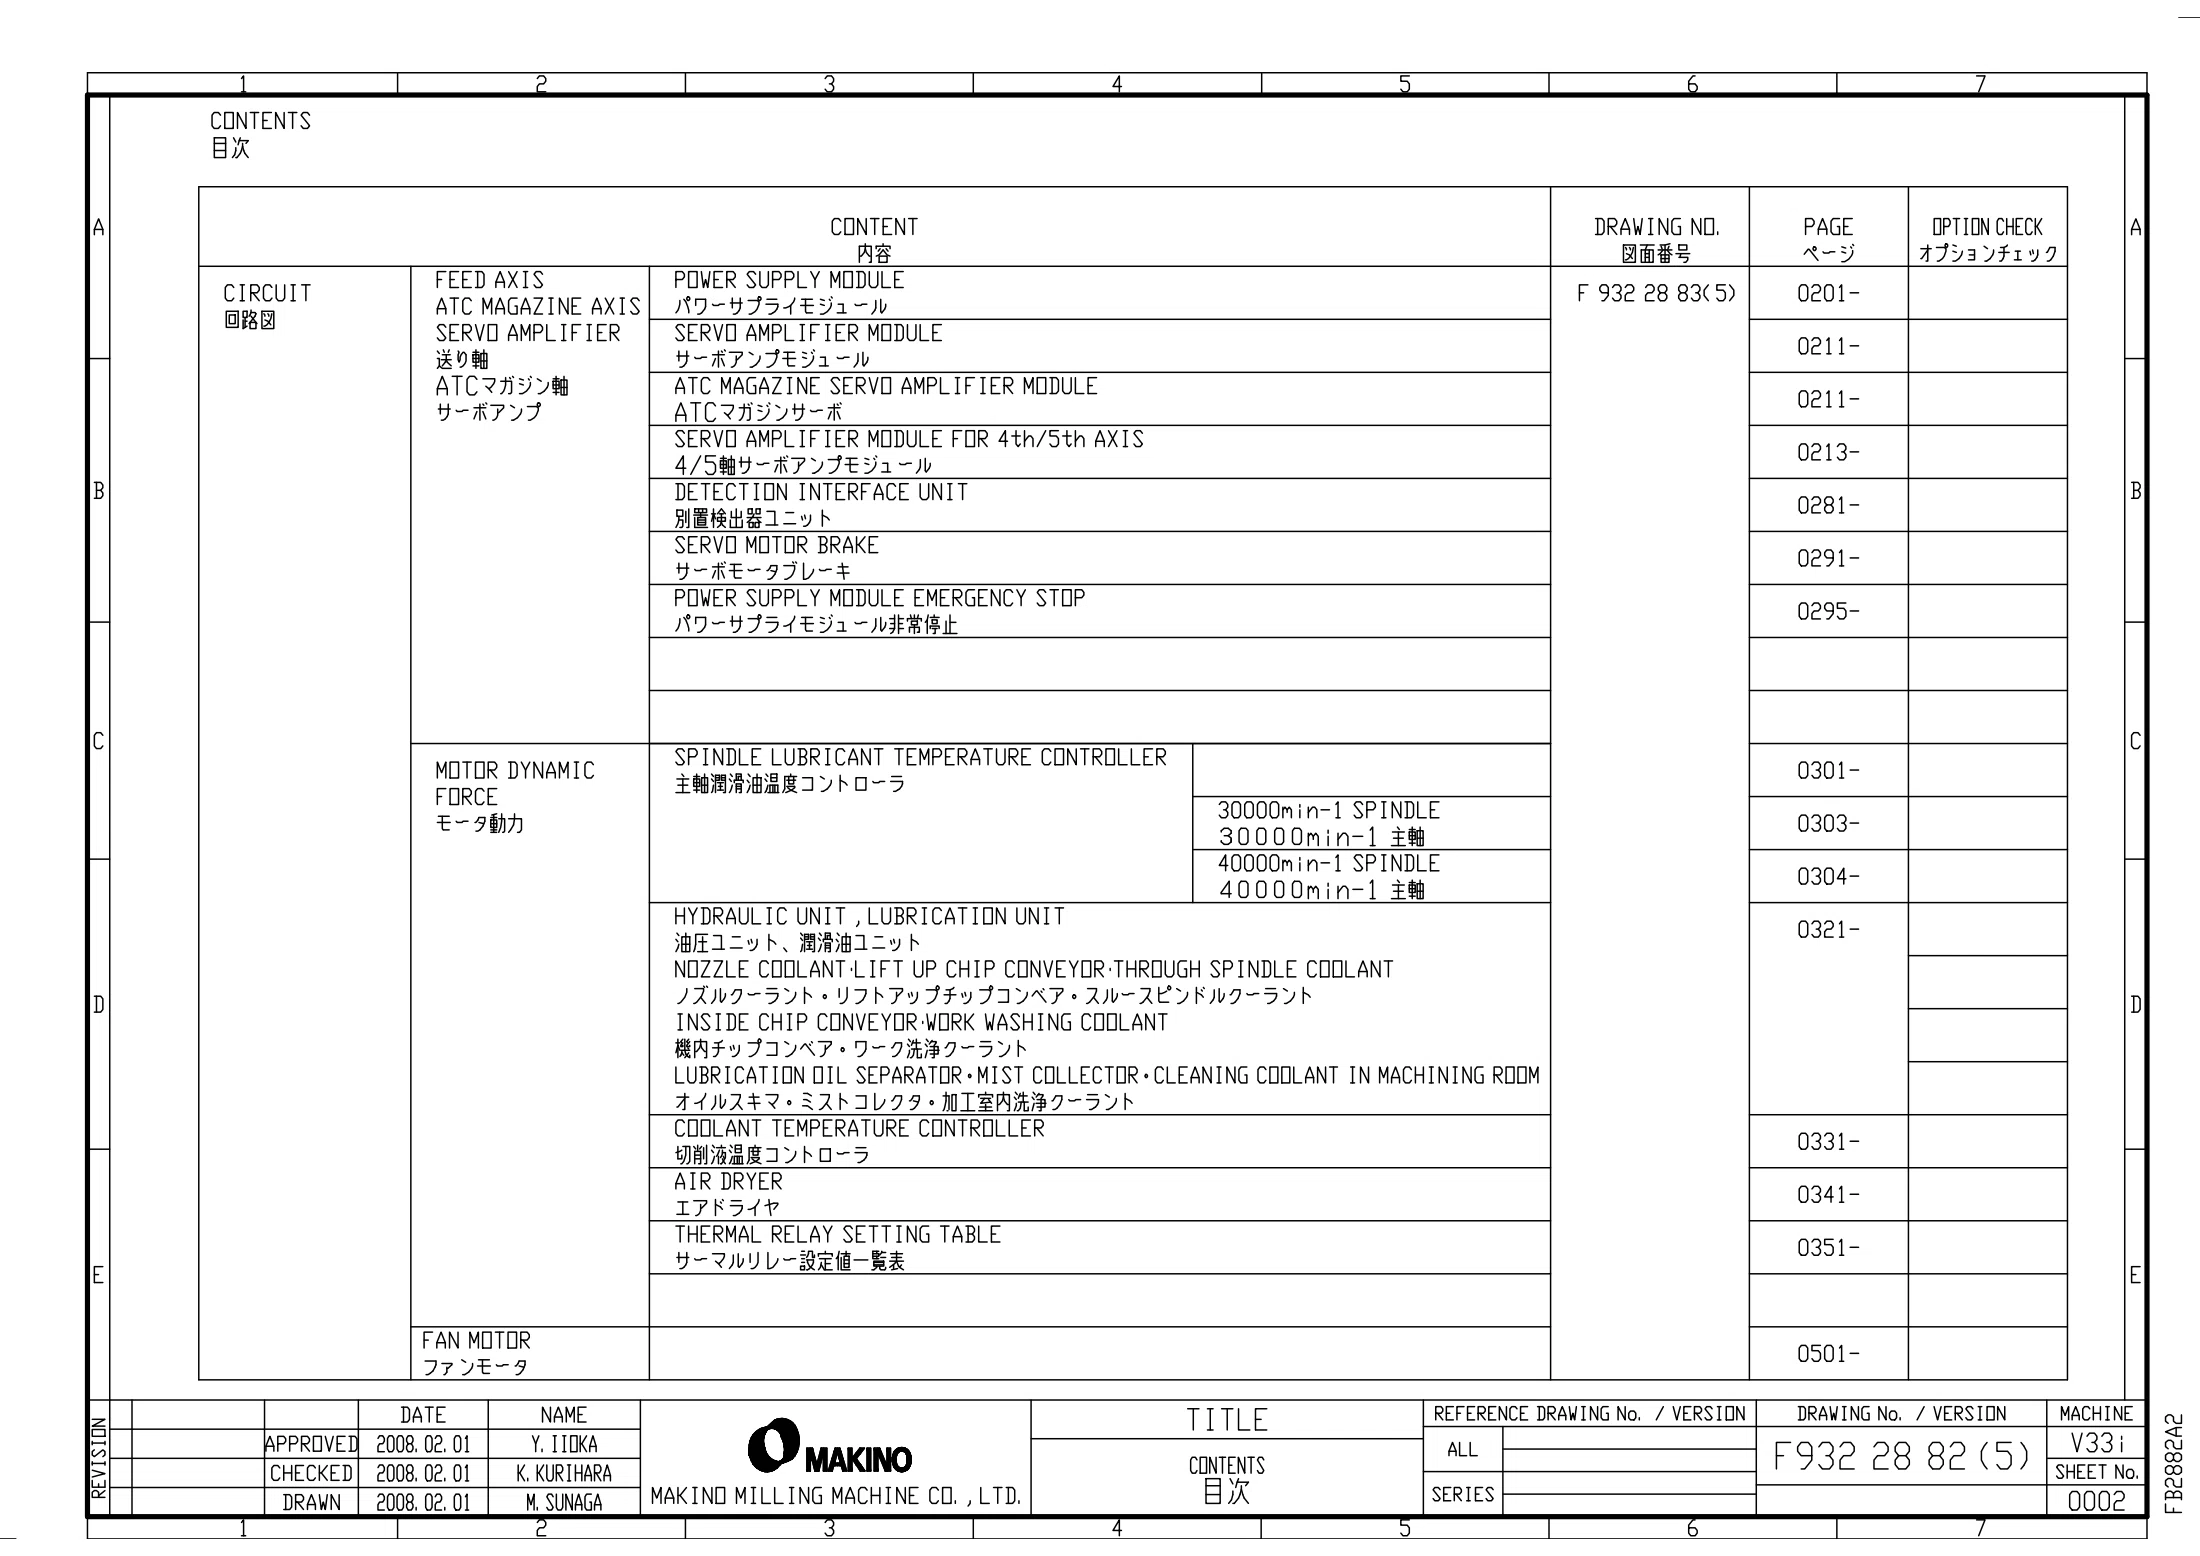 1 2 3 4 5 6 7
CONTENTS
目次
A A
CONTENT DRAWING NO. PAGE OPTION CHECK
内容 図面番号 ページ オプションチェック
CIRCUIT
回路図
FEED AXIS
ATC MAGAZINE AXIS
SERVO AMPLIFIER
送り軸
ATCマガジン軸
サーボアンプ
POWER SUPPLY MODULE
パワーサプライモジュール
F 932 28 83(5)
0201-
SERVO AMPLIFIER MODULE
サーボアンプモジュール
0211-
ATC MAGAZINE SERVO AMPLIFIER MODULE
ATCマガジンサーボ
0211-
SERVO AMPLIFIER MODULE FOR 4th/5th AXIS
4/5軸サーボアンプモジュール
0213-
B B
DETECTION INTERFACE UNIT
別置検出器ユニット
0281-
SERVO MOTOR BRAKE
サーボモータブレーキ
0291-
POWER SUPPLY MODULE EMERGENCY STOP
パワーサプライモジュール非常停止
0295-
C C
MOTOR DYNAMIC
FORCE
モータ動力
SPINDLE LUBRICANT TEMPERATURE CONTROLLER
主軸潤滑油温度コントローラ
0301-
30000min-1 SPINDLE
30000min-1 主軸
0303-
40000min-1 SPINDLE
40000min-1 主軸
0304-
HYDRAULIC UNIT , LUBRICATION UNIT
油圧ユニット、潤滑油ユニット
0321-
NOZZLE COOLANT·LIFT UP CHIP CONVEYOR·THROUGH SPINDLE COOLANT
ノズルクーラント・リフトアップチップコンベア・スルースピンドルクーラント
D D
INSIDE CHIP CONVEYOR·WORK WASHING COOLANT
機内チップコンベア・ワーク洗浄クーラント
LUBRICATION OIL SEPARATOR・MIST COLLECTOR・CLEANING COOLANT IN MACHINING ROOM
オイルスキマ・ミストコレクタ・加工室内洗浄クーラント
COOLANT TEMPERATURE CONTROLLER
切削液温度コントローラ
0331-
AIR DRYER
エアドライヤ
0341-
THERMAL RELAY SETTING TABLE
サーマルリレー設定値一覧表
0351-
E E
FAN MOTOR
ファンモータ
0501-
REVISION
DATE NAME
APPROVED 2008. 02. 01 Y. IIOKA
CHECKED 2008. 02. 01 K. KURIHARA
DRAWN 2008. 02. 01 M. SUNAGA
MAKINO
MAKINO MILLING MACHINE CO. , LTD.
TITLE
CONTENTS
目次
REFERENCE DRAWING No. / VERSION
ALL
SERIES
DRAWING No. / VERSION
F932 28 82 (5)
MACHINE
V33i
SHEET No.
0002
FB2882A2
1 2 3 4 5 6 7